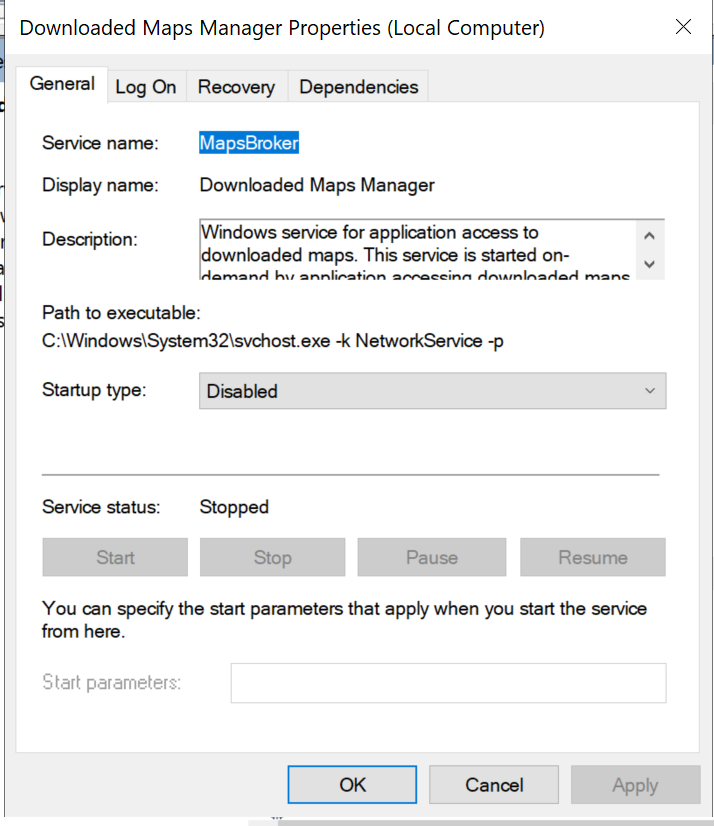 Downloaded Maps Manager Properties (Local Computer)
General Log On Recovery Dependencies
Service name: MapsBroker
Display name: Downloaded Maps Manager
Description: Windows service for application access to
downloaded maps. This service is started on-
demand by application accessing downloaded maps
Path to executable:
C:\Windows\System32\svchost.exe -k NetworkService -p
Startup type: Disabled
Service status: Stopped
Start Stop Pause Resume
You can specify the start parameters that apply when you start the service
from here.
Start parameters:
OK Cancel Apply